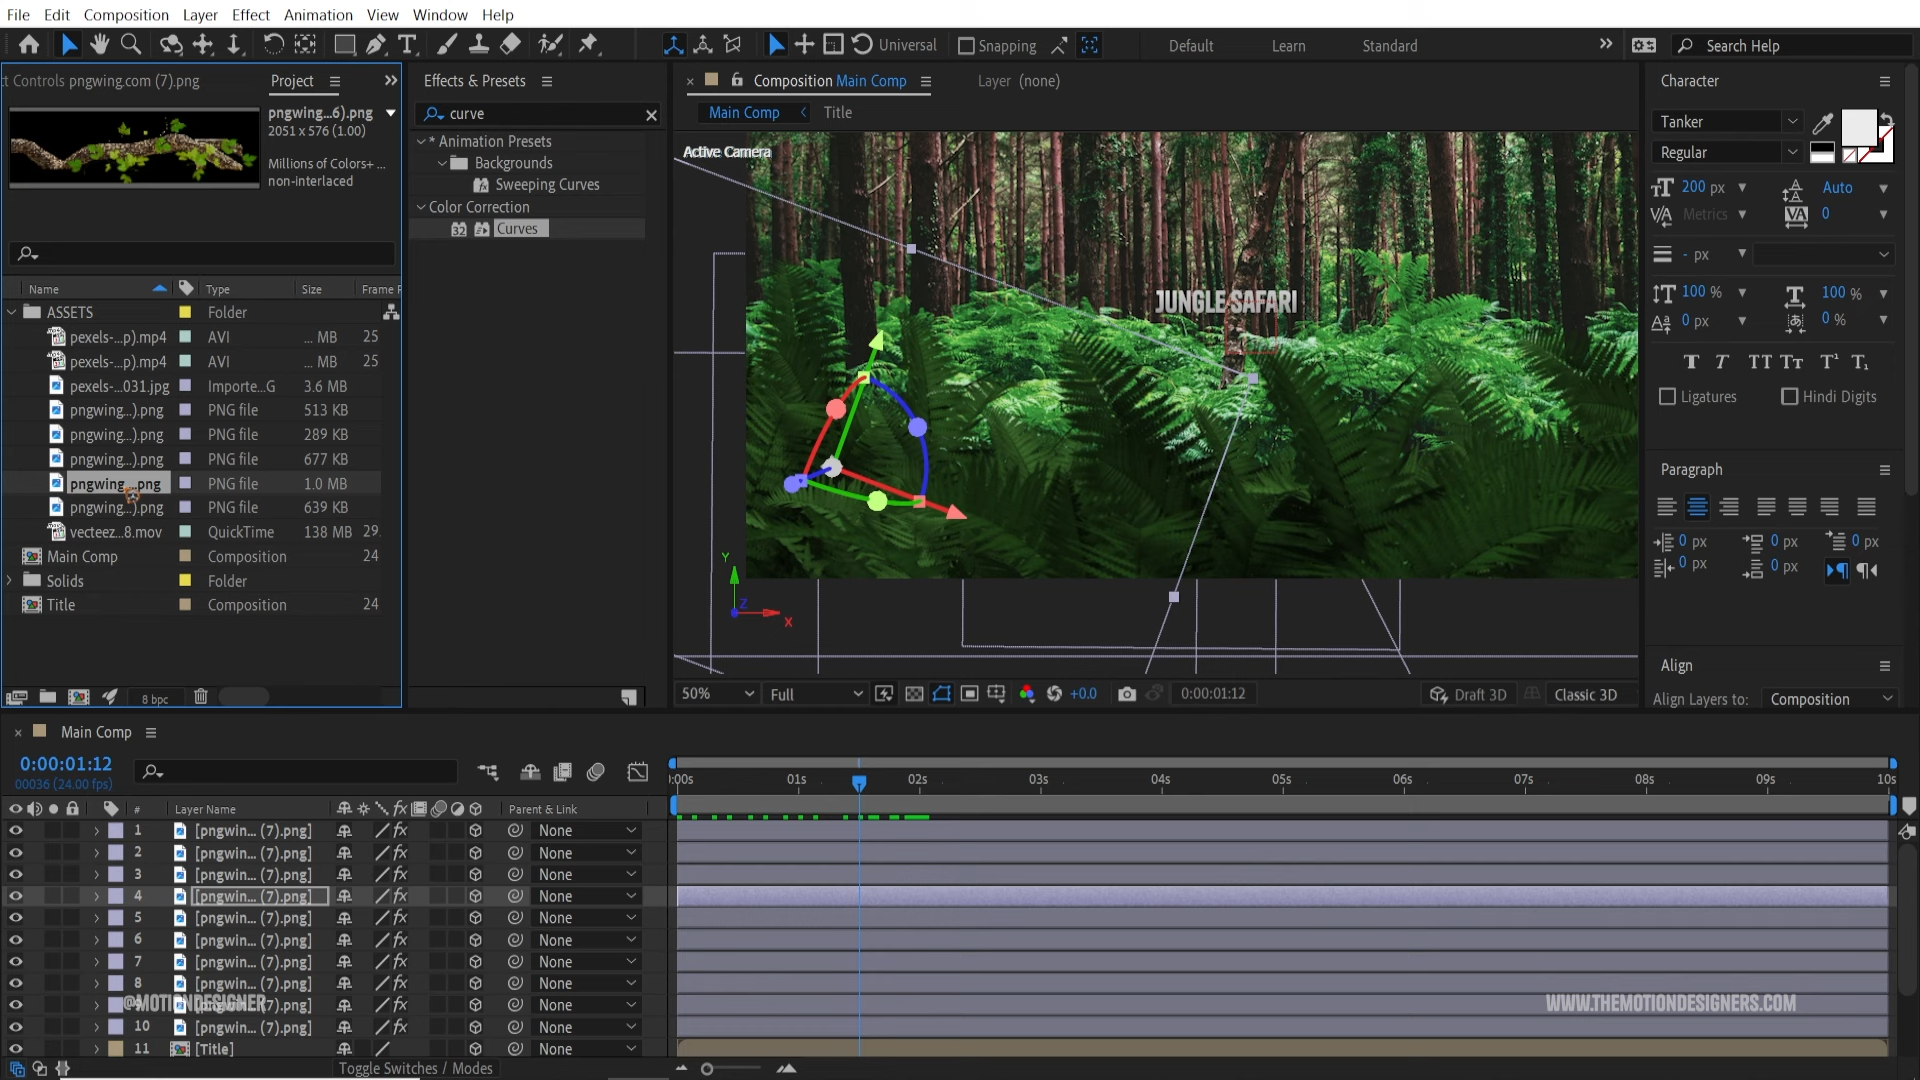 File Edit Composition Layer Effect Animation View Window Help
Universal Snapping Default Learn Standard Search Help
Controls pngwing.com (7).png Project
pngwing...6).png
2051 x 576 (1.00)
Millions of Colors+ ...
non-interlaced
Name Type Size Frame
ASSETS Folder
pexels-...p).mp4 AVI ... MB 25
pexels-...p).mp4 AVI ... MB 25
pexels-...031.jpg Importe...G 3.6 MB
pngwing...).png PNG file 513 KB
pngwing...).png PNG file 289 KB
pngwing...).png PNG file 677 KB
pngwing...png PNG file 1.0 MB
pngwing...).png PNG file 639 KB
vecteez...8.mov QuickTime 138 MB 29.
Main Comp Composition 24
Solids Folder
Title Composition 24
8 bpc
Effects & Presets
curve
* Animation Presets
Backgrounds
Sweeping Curves
Color Correction
32 Curves
Composition Main Comp Layer (none)
Main Comp Title
Active Camera
JUNGLE SAFARI
Y
Z
X
50% Full +0.0 0:00:01:12 Draft 3D Classic 3D
Character
Tanker
Regular
200 px Auto
Metrics 0
- px
100 % 100 %
0 px 0 %
Ligatures Hindi Digits
Paragraph
0 px 0 px 0 px
0 px 0 px
Align
Align Layers to: Composition
Main Comp
0:00:01:12
00036 (24.00 fps)
:00s 01s 02s 03s 04s 05s 06s 07s 08s 09s 10s
# Layer Name Parent & Link
1 [pngwin... (7).png] None
2 [pngwin... (7).png] None
3 [pngwin... (7).png] None
4 [pngwin... (7).png] None
5 [pngwin... (7).png] None
6 [pngwin... (7).png] None
7 [pngwin... (7).png] None
8 [pngwin... (7).png] None
9 [pngwin... (7).png] None
@MOTIONDESIGNER WWW.THEMOTIONDESIGNERS.COM
10 [pngwin... (7).png] None
11 [Title] None
Toggle Switches / Modes